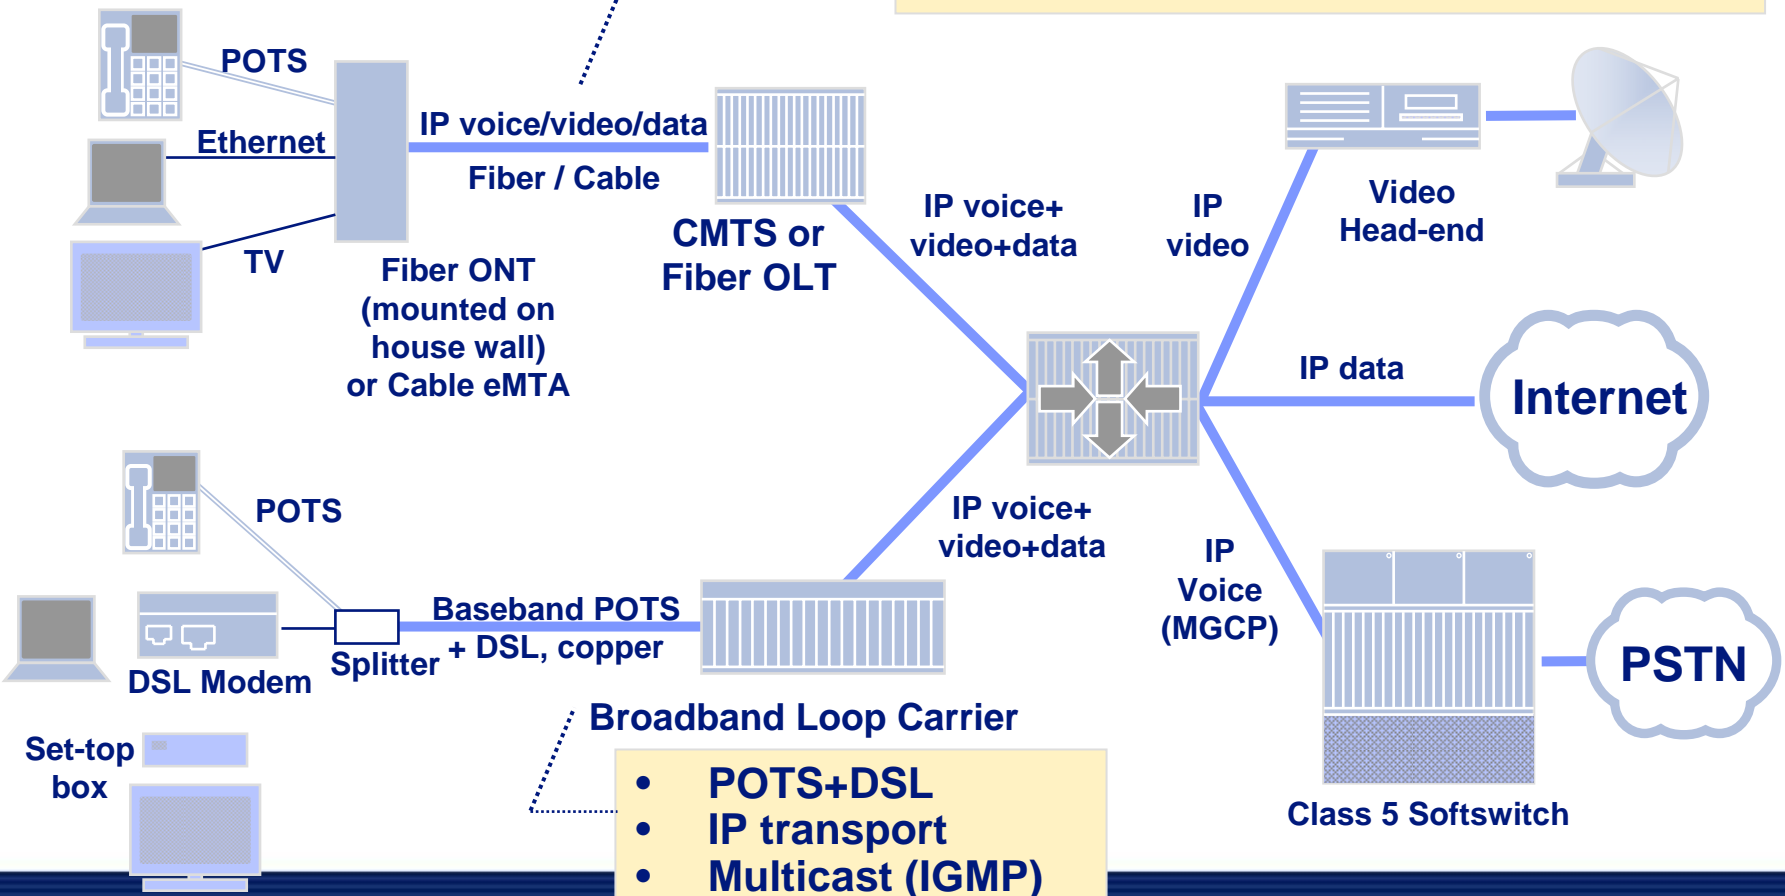 POTS
Ethernet
TV
IP voice/video/data
Fiber / Cable
Fiber ONT
(mounted on
house wall)
or Cable eMTA
CMTS or
Fiber OLT
IP voice+
video+data
IP
video
Video
Head-end
IP data
Internet
POTS
DSL Modem
Splitter
Baseband POTS
+ DSL, copper
IP voice+
video+data
IP
Voice
(MGCP)
PSTN
Class 5 Softswitch
Broadband Loop Carrier
Set-top
box
• POTS+DSL
• IP transport
• Multicast (IGMP)